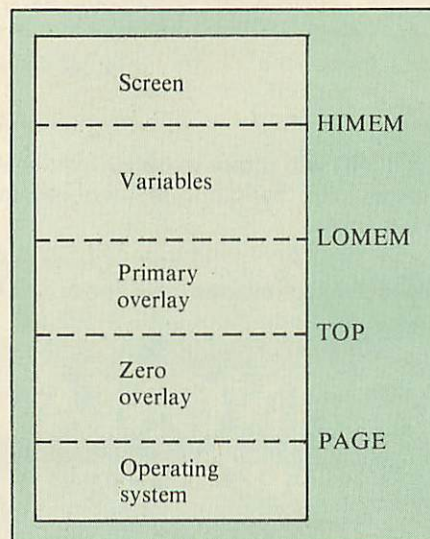 Screen
HIMEM
Variables
LOMEM
Primary
overlay
TOP
Zero
overlay
PAGE
Operating
system